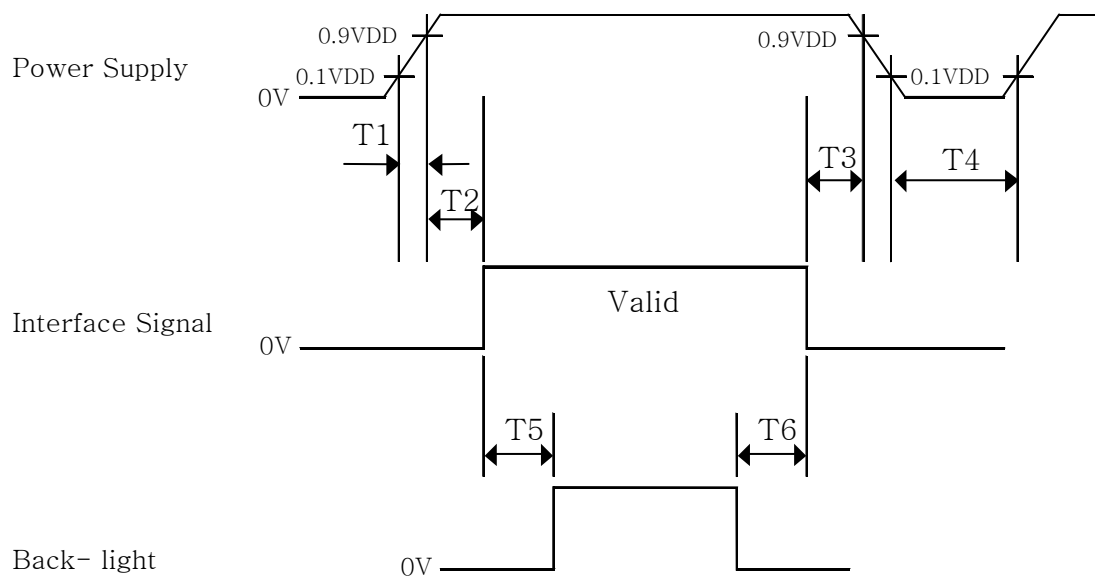 0.9VDD
0.9VDD
Power Supply
0.1VDD
0.1VDD
0V
T1
T3
T4
T2
Valid
Interface Signal
0V
T5
T6
Back- light
0V